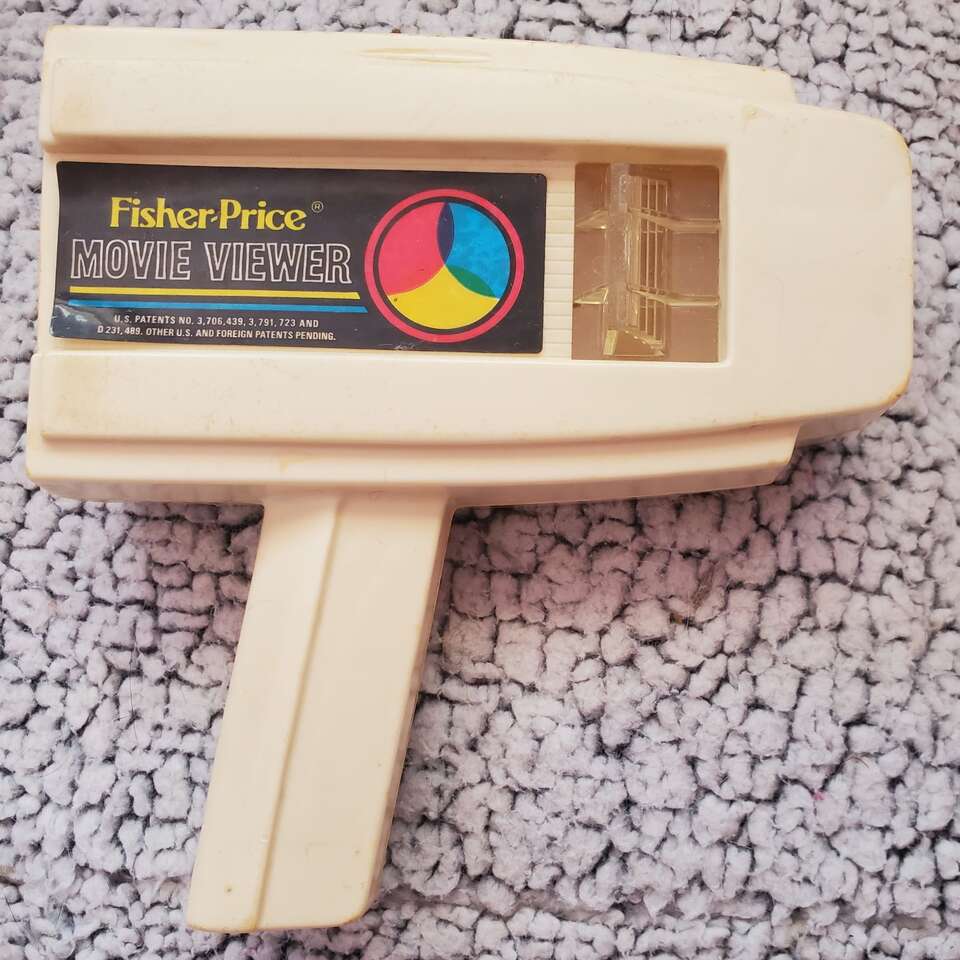 Fisher-Price®
MOVIE VIEWER
U.S. PATENTS NO. 3,706,439, 3,791,723 AND
D 231,489. OTHER U.S. AND FOREIGN PATENTS PENDING.